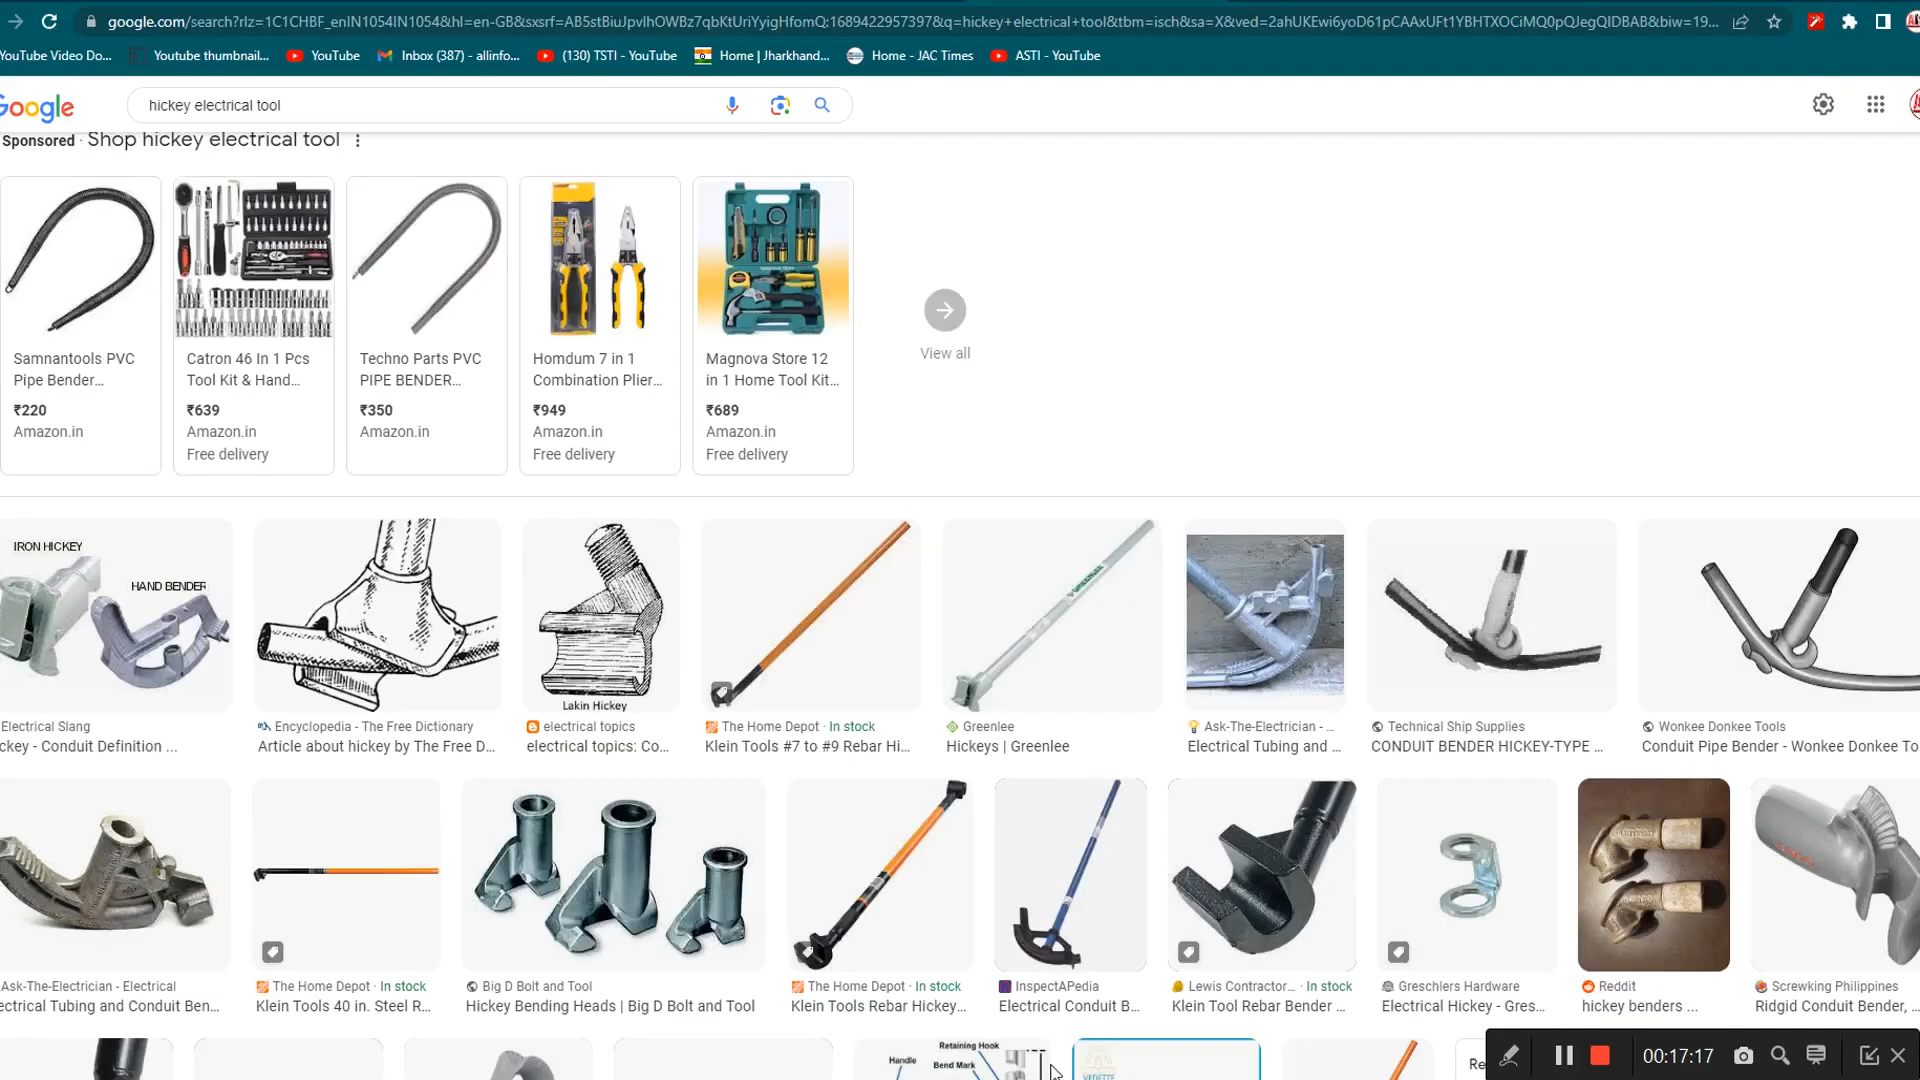 google.com/search?rlz=1C1CHBF_enIN1054IN1054&hl=en-GB&sxsrf=AB5stBiuJpvlhOWBz7qbKtUriYyigHfomQ:1689422957397&q=hickey+electrical+tool&tbm=isch&sa=X&ved=2ahUKEwi6yoD61pCAAxUFt1YBHTXOCiMQ0pQJegQIDBAB&biw=19...
YouTube Video Do... Youtube thumbnail... YouTube Inbox (387) - allinfo... (130) TSTI - YouTube Home | Jharkhand... Home - JAC Times ASTI - YouTube
Google hickey electrical tool
Sponsored · Shop hickey electrical tool
Samnantools PVC Pipe Bender...
₹220
Amazon.in
Catron 46 In 1 Pcs Tool Kit & Hand...
₹639
Amazon.in
Free delivery
Techno Parts PVC PIPE BENDER...
₹350
Amazon.in
Homdum 7 in 1 Combination Plier...
₹949
Amazon.in
Free delivery
Magnova Store 12 in 1 Home Tool Kit...
₹689
Amazon.in
Free delivery
View all
IRON HICKEY
HAND BENDER
Lakin Hickey
GREENLEE
Electrical Slang
ckey - Conduit Definition ...
Encyclopedia - The Free Dictionary
Article about hickey by The Free D...
electrical topics
electrical topics: Co...
The Home Depot · In stock
Klein Tools #7 to #9 Rebar Hi...
Greenlee
Hickeys | Greenlee
Ask-The-Electrician - ...
Electrical Tubing and ...
Technical Ship Supplies
CONDUIT BENDER HICKEY-TYPE ...
Wonkee Donkee Tools
Conduit Pipe Bender - Wonkee Donkee To
Ask-The-Electrician - Electrical
ectrical Tubing and Conduit Ben...
The Home Depot · In stock
Klein Tools 40 in. Steel R...
Big D Bolt and Tool
Hickey Bending Heads | Big D Bolt and Tool
The Home Depot · In stock
Klein Tools Rebar Hickey...
InspectAPedia
Electrical Conduit B...
Lewis Contractor... · In stock
Klein Tool Rebar Bender ...
Greschlers Hardware
Electrical Hickey - Gres...
Reddit
hickey benders ...
Screwking Philippines
Ridgid Conduit Bender, ...
Retaining Hook
Handle
Bend Mark
VEDETTE
Re
00:17:17